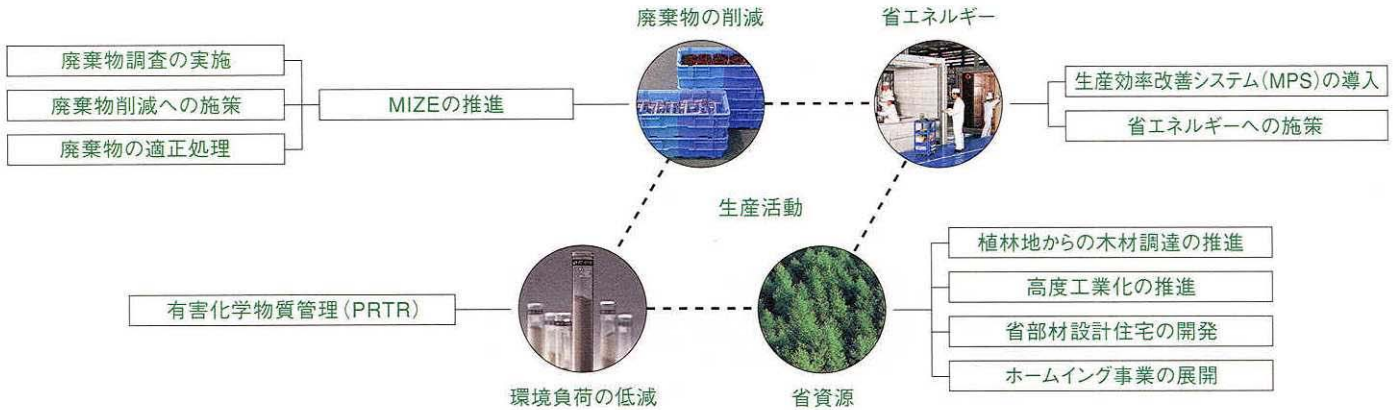 廃棄物の削減
省エネルギー
廃棄物調査の実施
廃棄物削減への施策
廃棄物の適正処理
MIZEの推進
生産効率改善システム(MPS)の導入
省エネルギーへの施策
生産活動
植林地からの木材調達の推進
高度工業化の推進
省部材設計住宅の開発
ホームイング事業の展開
有害化学物質管理(PRTR)
環境負荷の低減
省資源